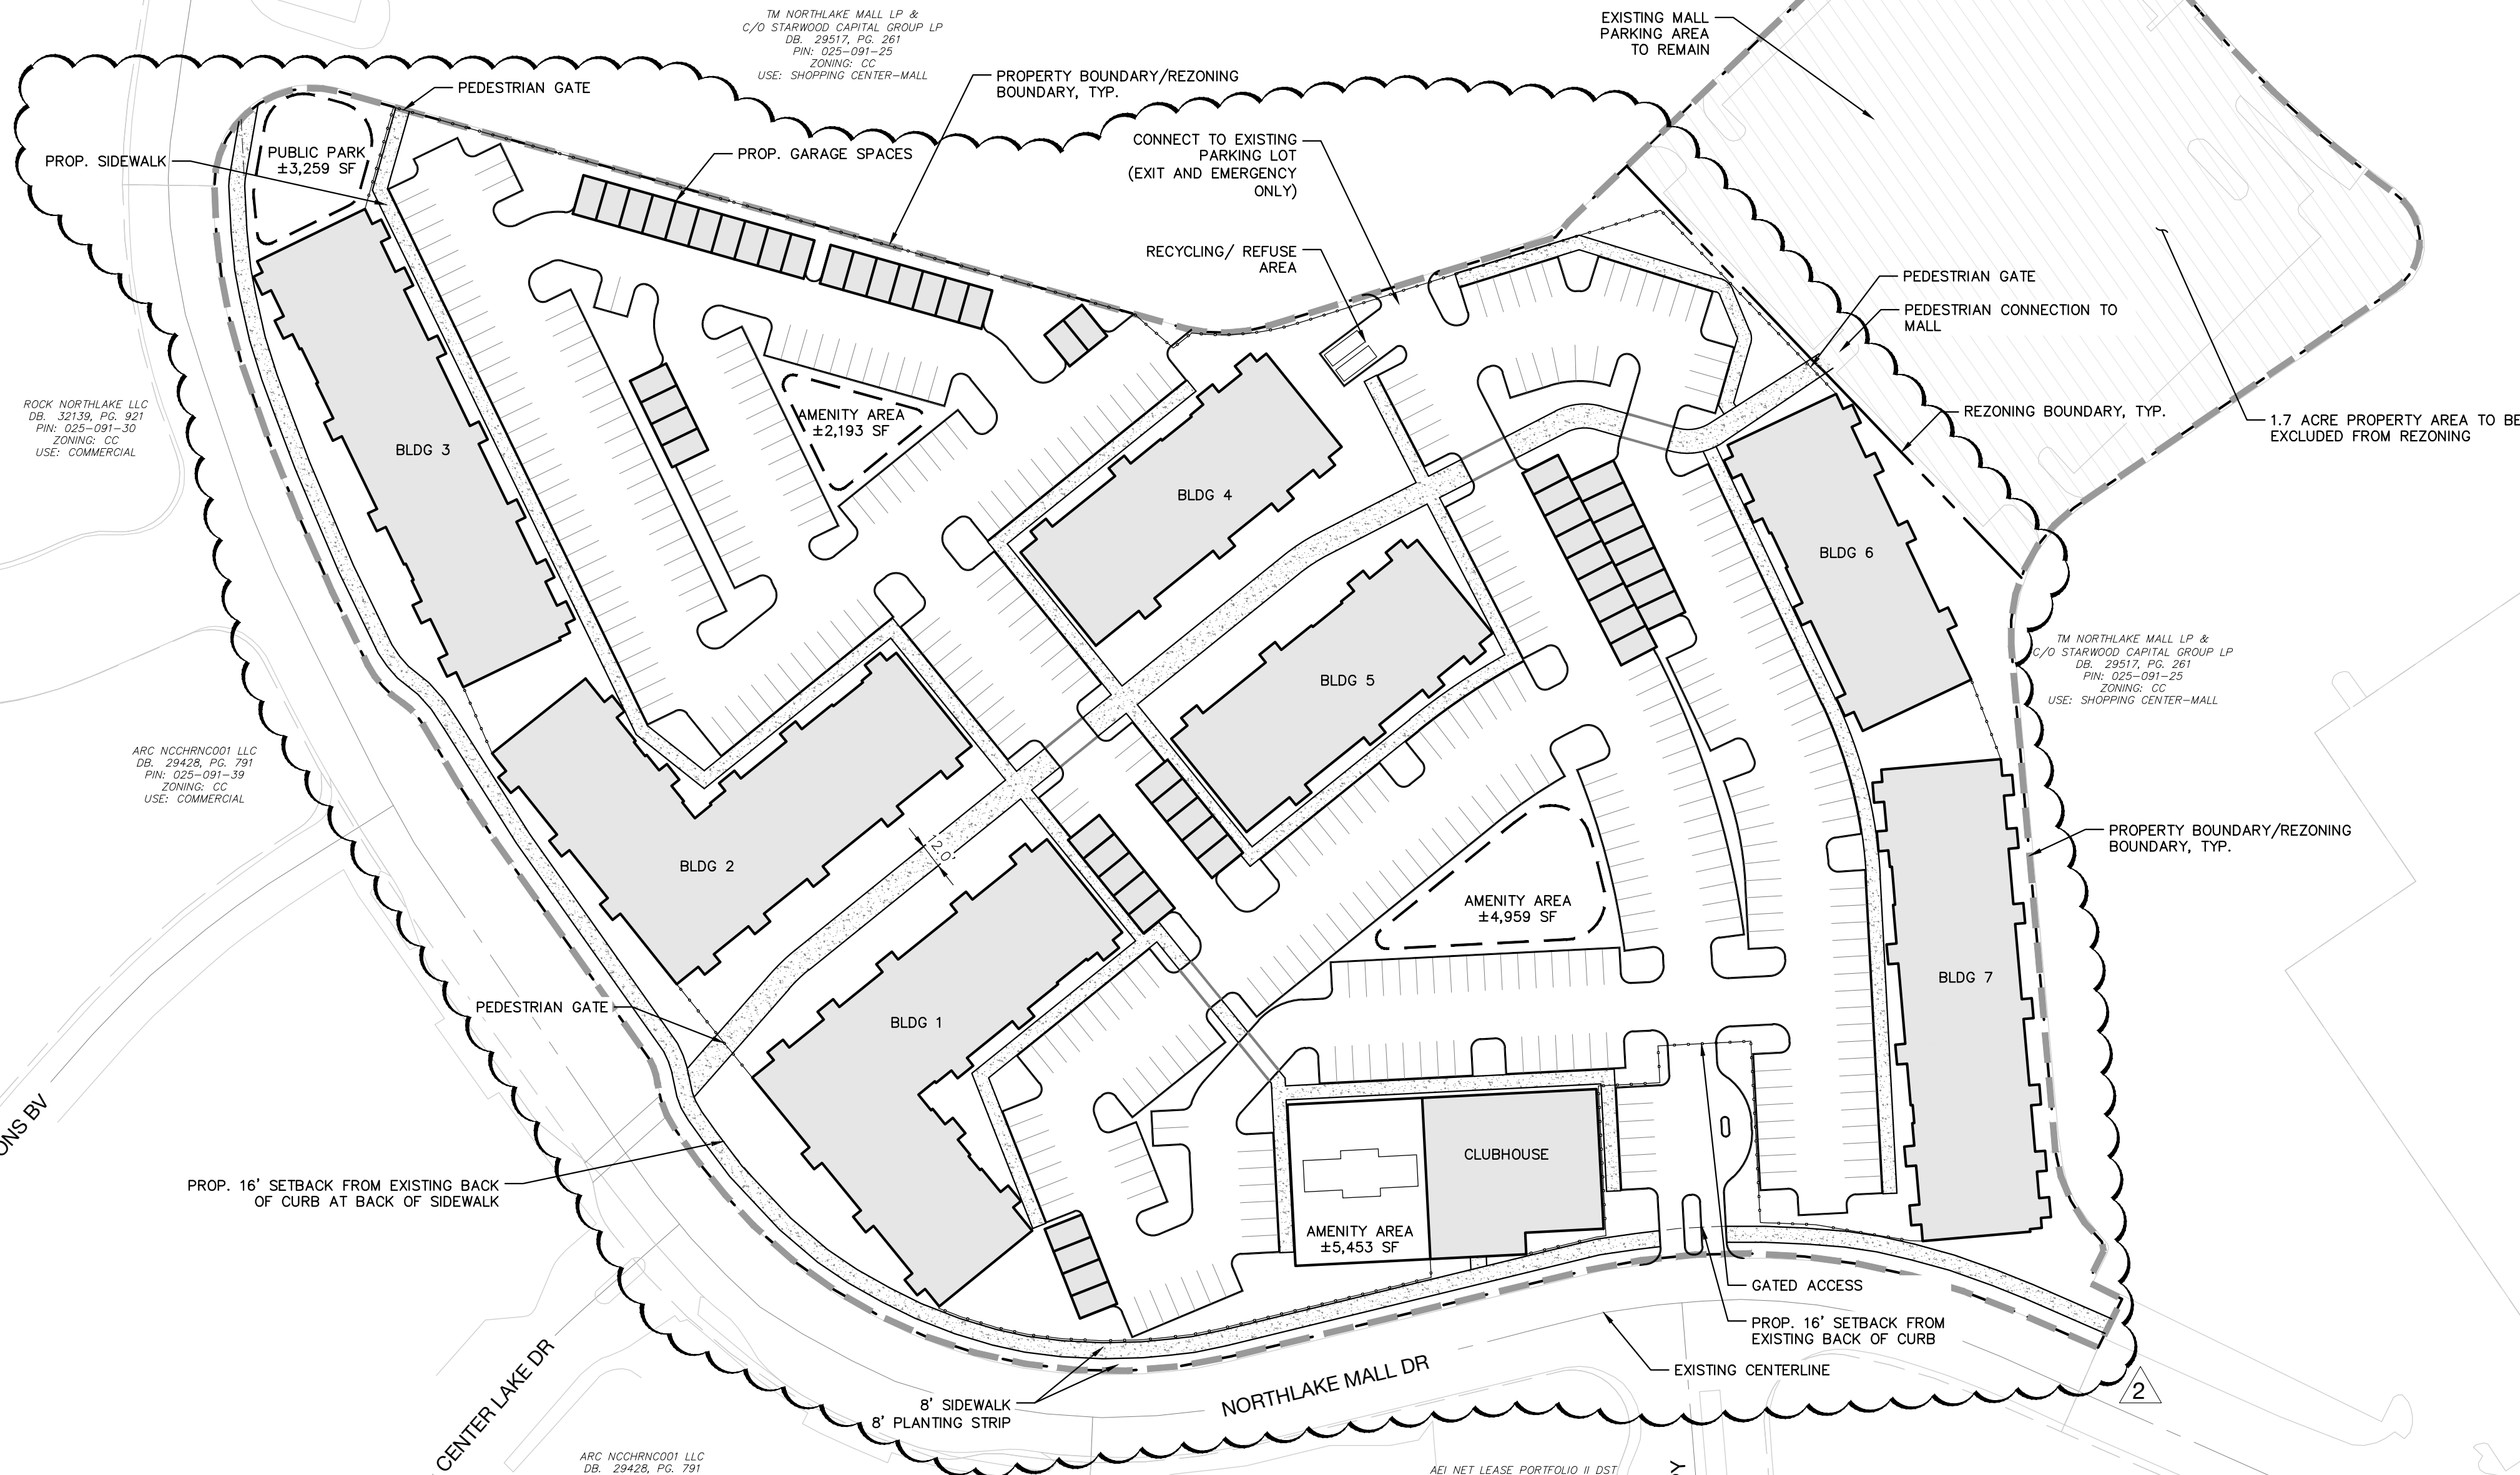 TM NORTHLAKE MALL LP &
C/O STARWOOD CAPITAL GROUP LP
DB. 29517, PG. 261
PIN: 025-091-25
ZONING: CC
USE: SHOPPING CENTER-MALL
EXISTING MALL
PARKING AREA
TO REMAIN
PEDESTRIAN GATE
PROPERTY BOUNDARY/REZONING
BOUNDARY, TYP.
PROP. SIDEWALK
PUBLIC PARK
±3,259 SF
PROP. GARAGE SPACES
CONNECT TO EXISTING
PARKING LOT
(EXIT AND EMERGENCY
ONLY)
RECYCLING/ REFUSE
AREA
PEDESTRIAN GATE
PEDESTRIAN CONNECTION TO
MALL
REZONING BOUNDARY, TYP.
1.7 ACRE PROPERTY AREA TO BE
EXCLUDED FROM REZONING
ROCK NORTHLAKE LLC
DB. 32139, PG. 921
PIN: 025-091-30
ZONING: CC
USE: COMMERCIAL
BLDG 3
AMENITY AREA
±2,193 SF
BLDG 4
BLDG 6
BLDG 5
TM NORTHLAKE MALL LP &
C/O STARWOOD CAPITAL GROUP LP
DB. 29517, PG. 261
PIN: 025-091-25
ZONING: CC
USE: SHOPPING CENTER-MALL
ARC NCCHRNC001 LLC
DB. 29428, PG. 791
PIN: 025-091-39
ZONING: CC
USE: COMMERCIAL
PROPERTY BOUNDARY/REZONING
BOUNDARY, TYP.
BLDG 2
AMENITY AREA
±4,959 SF
BLDG 7
PEDESTRIAN GATE
BLDG 1
ONS BV
CLUBHOUSE
PROP. 16' SETBACK FROM EXISTING BACK
OF CURB AT BACK OF SIDEWALK
AMENITY AREA
±5,453 SF
GATED ACCESS
PROP. 16' SETBACK FROM
EXISTING BACK OF CURB
EXISTING CENTERLINE
NORTHLAKE MALL DR
CENTER LAKE DR
8' SIDEWALK
8' PLANTING STRIP
2
ARC NCCHRNC001 LLC
DB. 29428, PG. 791
AEI NET LEASE PORTFOLIO II DST